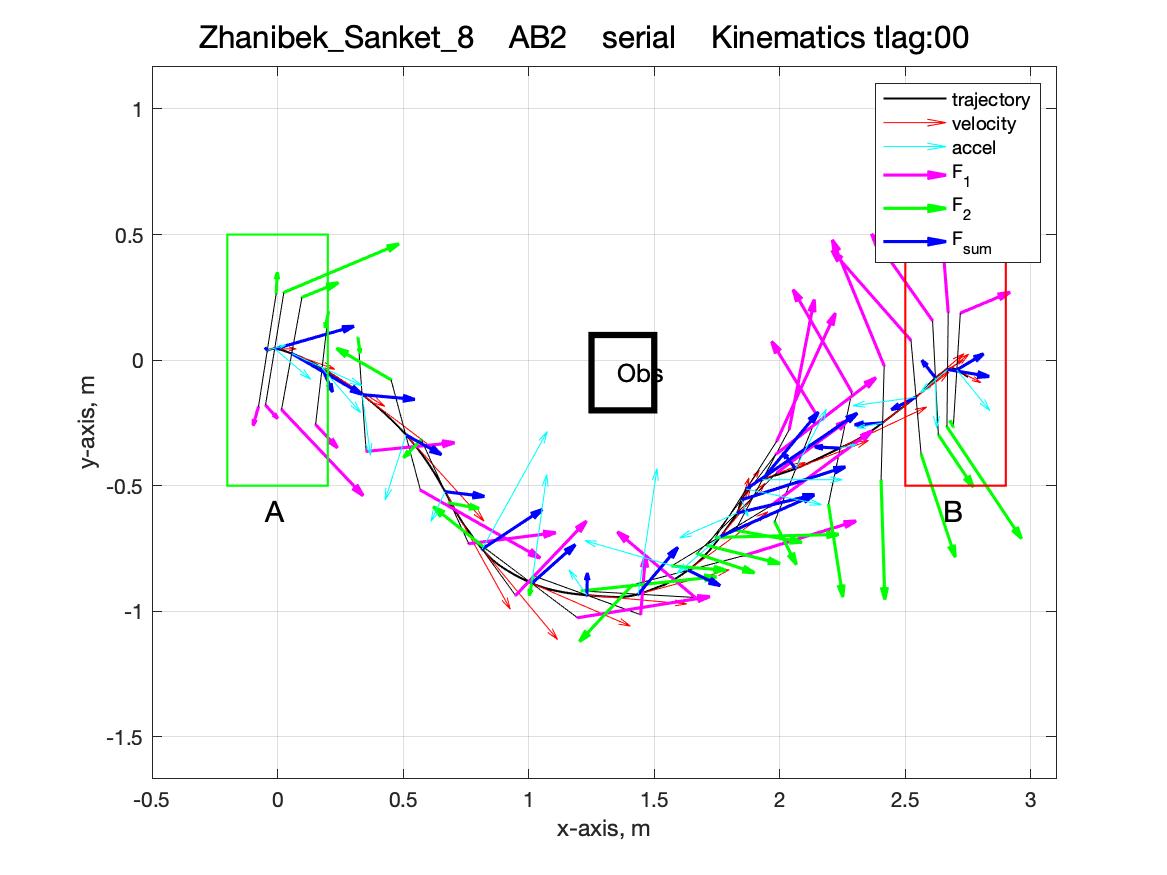 Zhanibek_Sanket_8 AB2 serial Kinematics tlag:00
trajectory
velocity
accel
F1
F2
Fsum
1
0.5
0
-0.5
-1
-1.5
y-axis, m
Obs
A
B
-0.5 0 0.5 1 1.5 2 2.5 3
x-axis, m